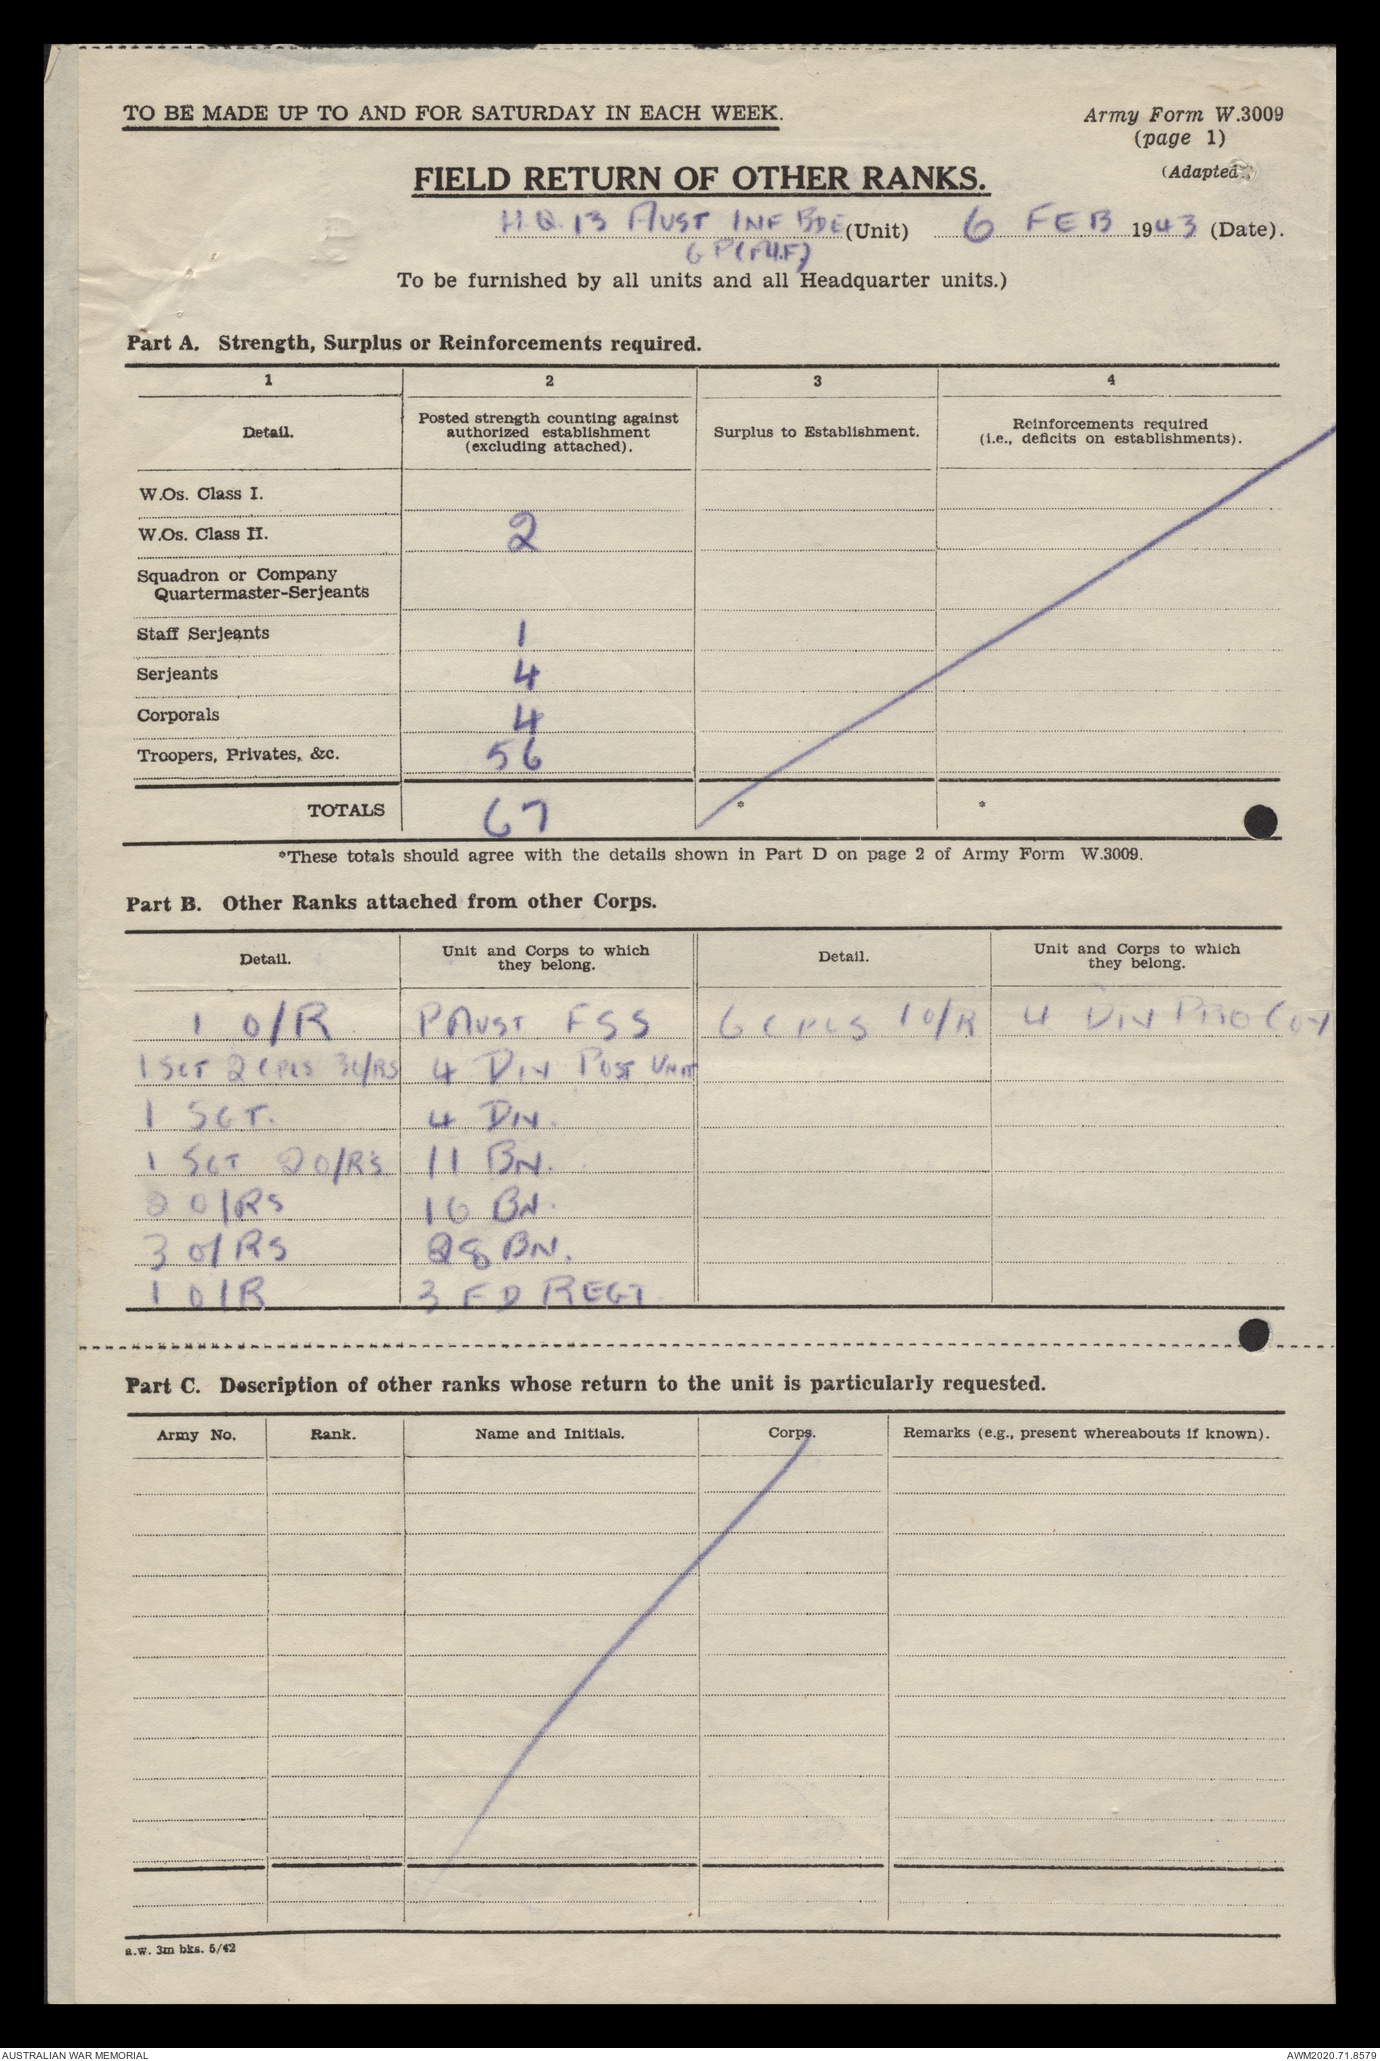 TO BE MADE UP TO AND FOR SATURDAY IN EACH WEEK.
Army Form W.3009
(page 1)
(Adapted
FIELD RETURN OF OTHER RANKS.
H.Q. 13 AUST INF BDE (Unit) 6 FEB 1943 (Date).
GP (A.I.F)
To be furnished by all units and all Headquarter units.)
Part A. Strength, Surplus or Reinforcements required.
1 2 3 4
Detail. Posted strength counting against authorized establishment (excluding attached). Surplus to Establishment. Reinforcements required (i.e., deficits on establishments).
W.Os. Class I.
W.Os. Class II. 2
Squadron or Company
Quartermaster-Serjeants
Staff Serjeants 1
Serjeants 4
Corporals 4
Troopers, Privates, &c. 56
TOTALS 67 * *
*These totals should agree with the details shown in Part D on page 2 of Army Form W.3009.
Part B. Other Ranks attached from other Corps.
Detail. Unit and Corps to which they belong. Detail. Unit and Corps to which they belong.
1 O/R AUST FSS 6 CPLS 1 O/R 4 DIV PRO COY
1 SGT 2 CPLS 3 O/RS 4 DIV POST UNIT
1 SGT. 4 DIV.
1 SGT 2 O/R's 11 BN.
2 O/RS 16 BN.
3 O/RS 28 BN.
1 O/R 3 FD REGT
Part C. Description of other ranks whose return to the unit is particularly requested.
Army No. Rank. Name and Initials. Corps. Remarks (e.g., present whereabouts if known).
a.w. 3m bks. 5/42
AUSTRALIAN WAR MEMORIAL AWM2020.71.8579